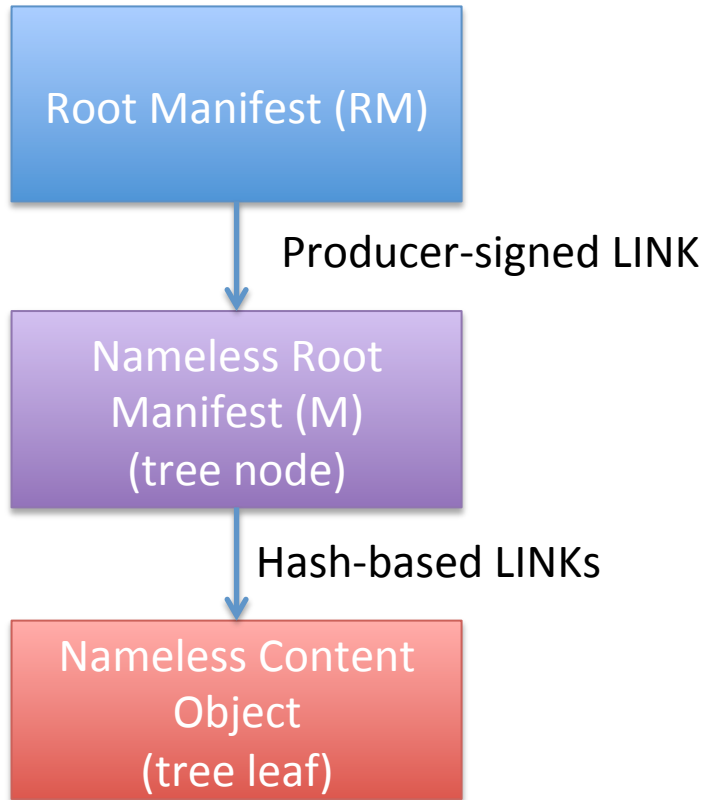 Root Manifest (RM)
Producer-signed LINK
Nameless Root
Manifest (M)
(tree node)
Hash-based LINKs
Nameless Content
Object
(tree leaf)